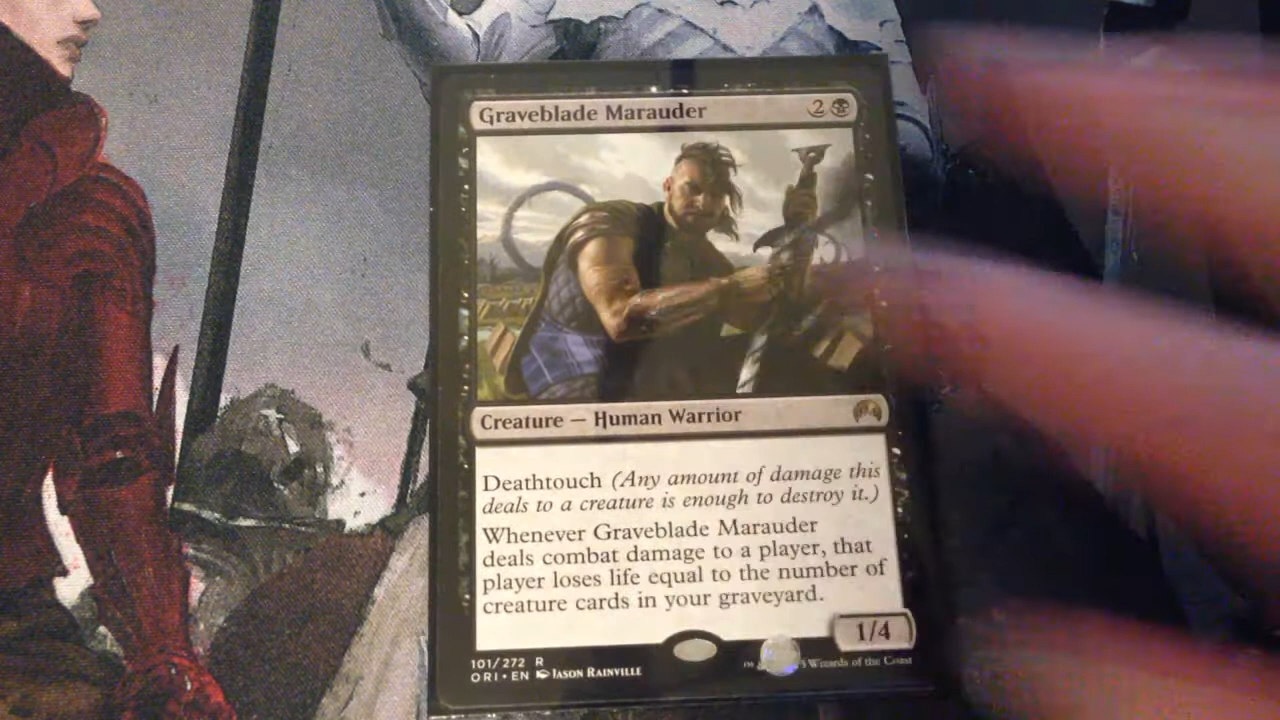 Graveblade Marauder 2
Creature — Human Warrior
Deathtouch (Any amount of damage this
deals to a creature is enough to destroy it.)
Whenever Graveblade Marauder
deals combat damage to a player, that
player loses life equal to the number of
creature cards in your graveyard.
1/4
101/272 R
ORI • EN JASON RAINVILLE
™ & Wizards of the Coast